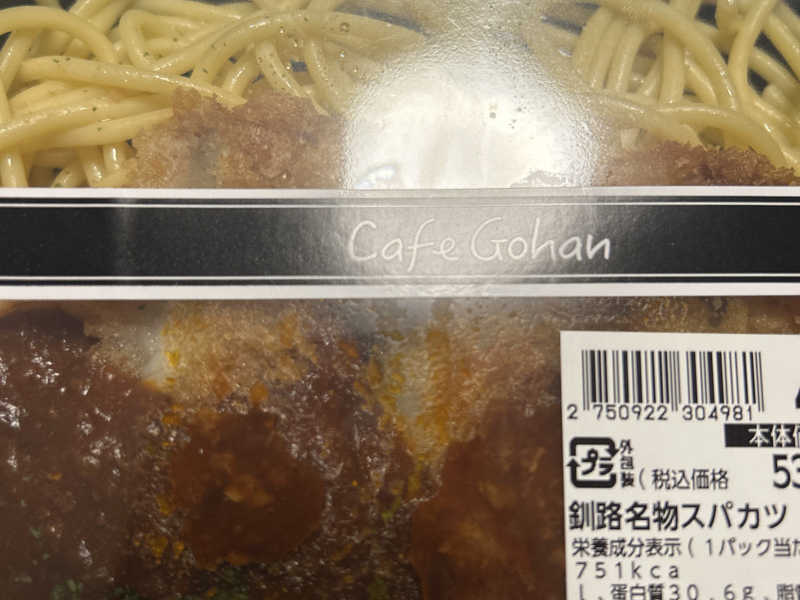 Cafe Gohan
2 750922 304981
本体価
プラ
外包装
(税込価格 53
釧路名物スパカツ
栄養成分表示(1パック当た
751kca
l、蛋白質30.6g、脂